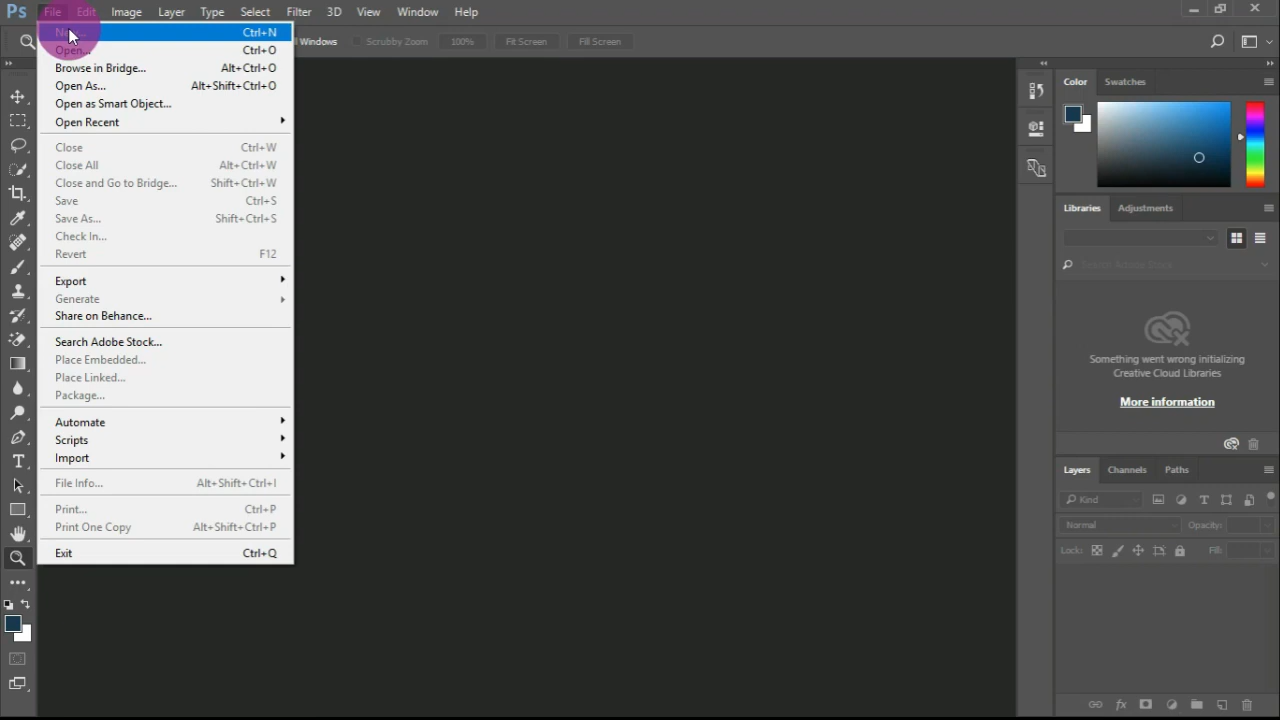 Ps File Edit Image Layer Type Select Filter 3D View Window Help
Windows Scrubby Zoom 100% Fit Screen Fill Screen
Ctrl+N
Open... Ctrl+O
Browse in Bridge... Alt+Ctrl+O
Open As... Alt+Shift+Ctrl+O
Open as Smart Object...
Open Recent
Close Ctrl+W
Close All Alt+Ctrl+W
Close and Go to Bridge... Shift+Ctrl+W
Save Ctrl+S
Save As... Shift+Ctrl+S
Check In...
Revert F12
Export
Generate
Share on Behance...
Search Adobe Stock...
Place Embedded...
Place Linked...
Package...
Automate
Scripts
Import
File Info... Alt+Shift+Ctrl+I
Print... Ctrl+P
Print One Copy Alt+Shift+Ctrl+P
Exit Ctrl+Q
Color Swatches
Libraries Adjustments
Search Adobe Stock
Something went wrong initializing
Creative Cloud Libraries
More information
Layers Channels Paths
Kind
Normal Opacity:
Lock: Fill: